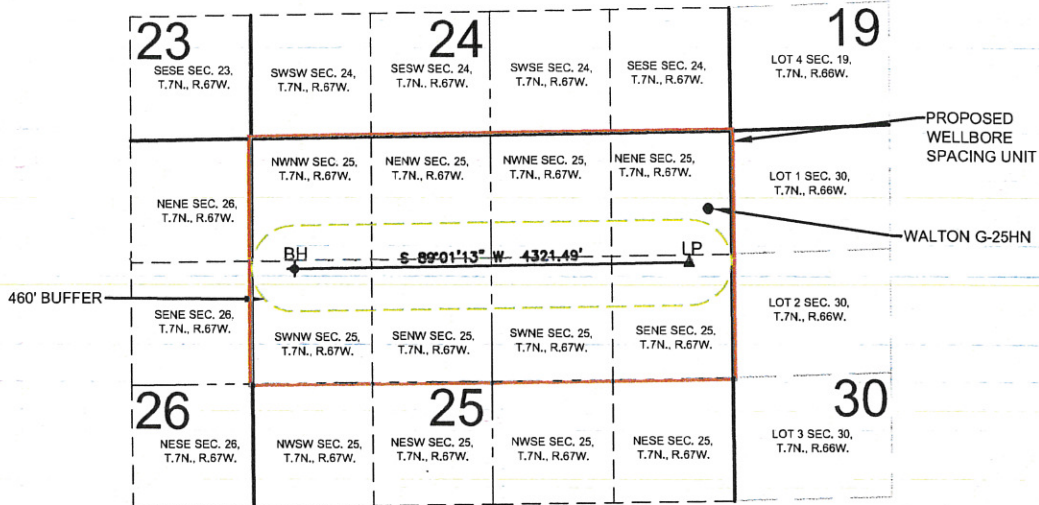 23
24
19
SESE SEC. 23,
T.7N., R.67W.
SWSW SEC. 24,
T.7N., R.67W.
SESW SEC. 24,
T.7N., R.67W.
SWSE SEC. 24,
T.7N., R.67W.
SESE SEC. 24,
T.7N., R.67W.
LOT 4 SEC. 19,
T.7N., R.66W.
PROPOSED
WELLBORE
SPACING UNIT
NENE SEC. 26,
T.7N., R.67W.
NWNW SEC. 25,
T.7N., R.67W.
NENW SEC. 25,
T.7N., R.67W.
NWNE SEC. 25,
T.7N., R.67W.
NENE SEC. 25,
T.7N., R.67W.
LOT 1 SEC. 30,
T.7N., R.66W.
WALTON G-25HN
BH
S 89°01'13" W 4321.49'
LP
460' BUFFER
SENE SEC. 26,
T.7N., R.67W.
SWNW SEC. 25,
T.7N., R.67W.
SENW SEC. 25,
T.7N., R.67W.
SWNE SEC. 25,
T.7N., R.67W.
SENE SEC. 25,
T.7N., R.67W.
LOT 2 SEC. 30,
T.7N., R.66W.
26
25
30
NESE SEC. 26,
T.7N., R.67W.
NWSW SEC. 25,
T.7N., R.67W.
NESW SEC. 25,
T.7N., R.67W.
NWSE SEC. 25,
T.7N., R.67W.
NESE SEC. 25,
T.7N., R.67W.
LOT 3 SEC. 30,
T.7N., R.66W.